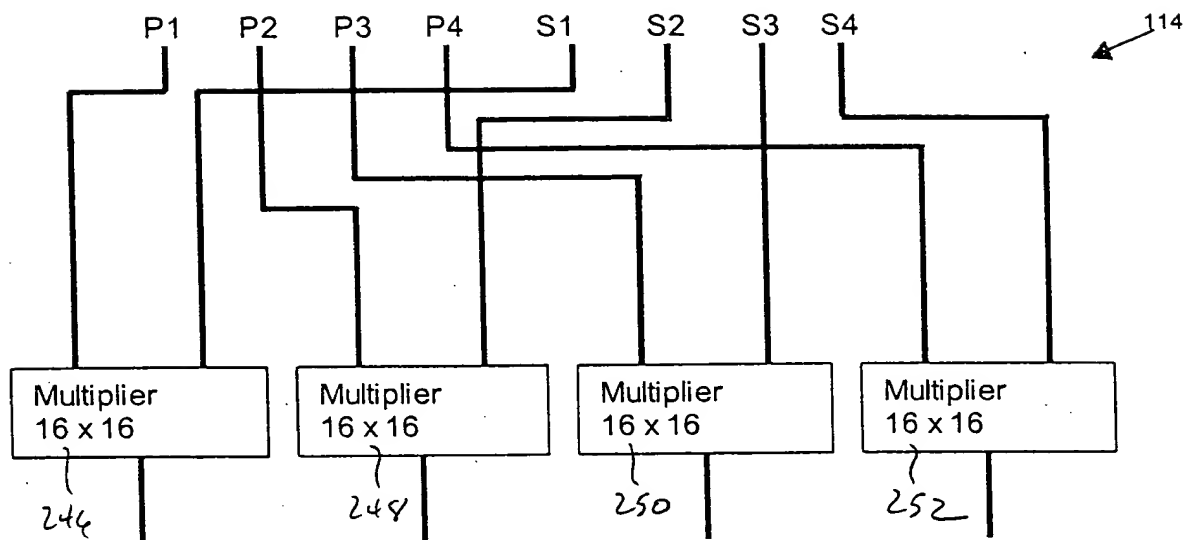 P1 P2 P3 P4 S1 S2 S3 S4
114
Multiplier
16 x 16
Multiplier
16 x 16
Multiplier
16 x 16
Multiplier
16 x 16
246
248
250
252